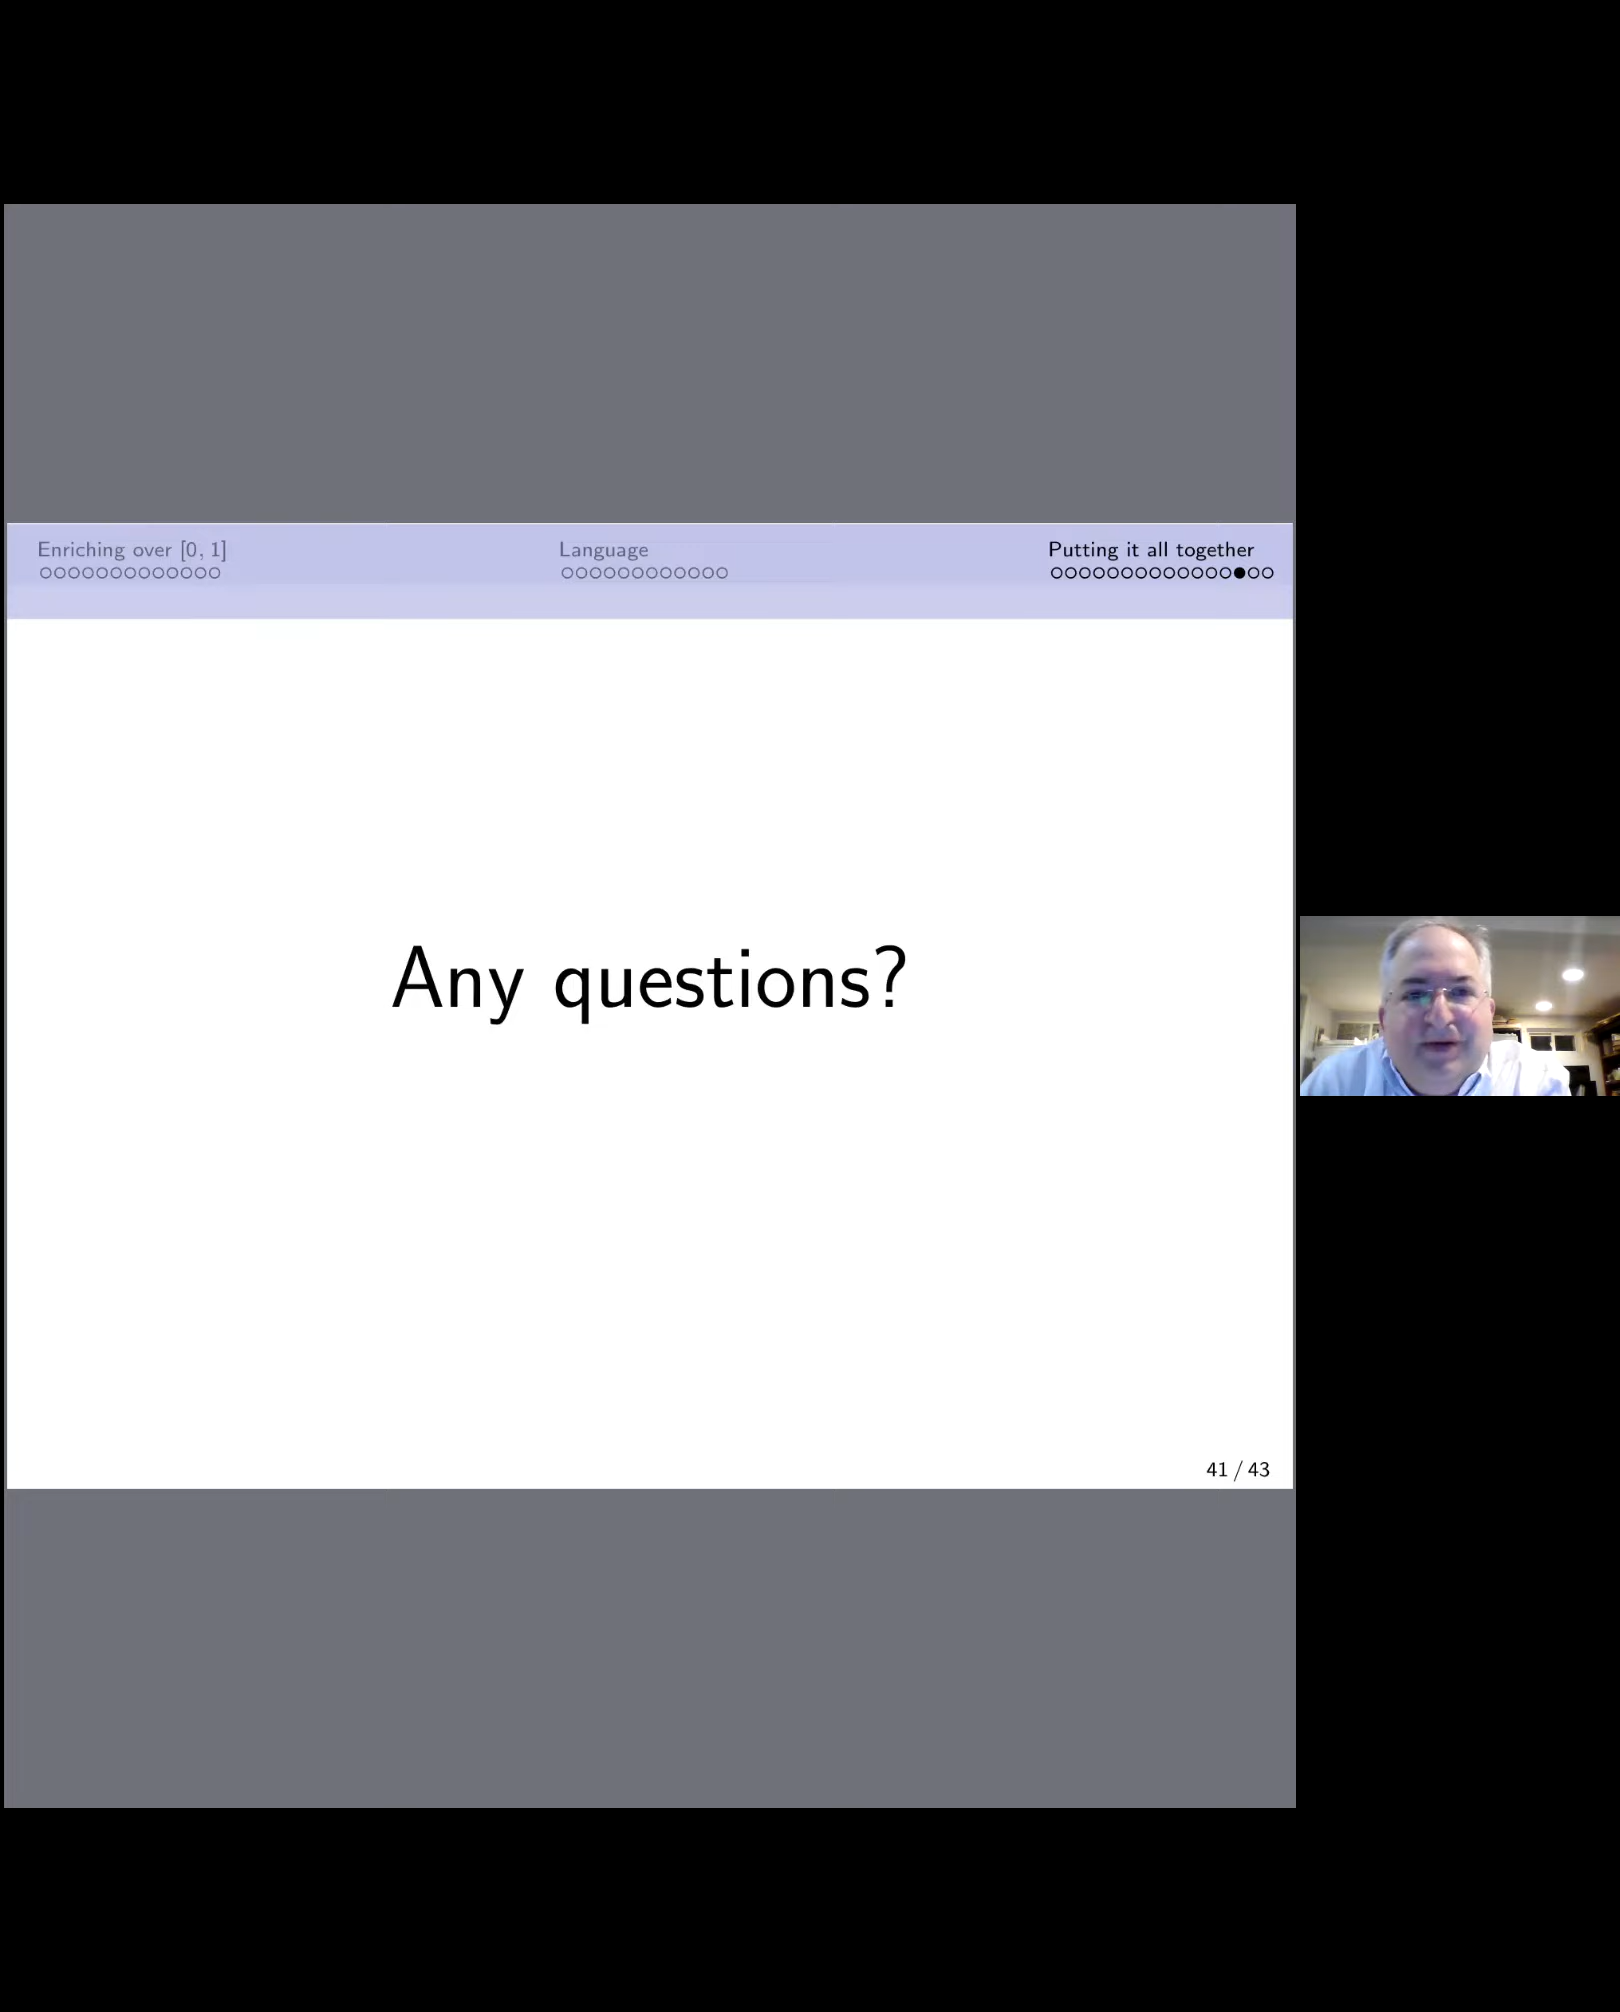 Enriching over [0, 1]
Language
Putting it all together
Any questions?
41 / 43